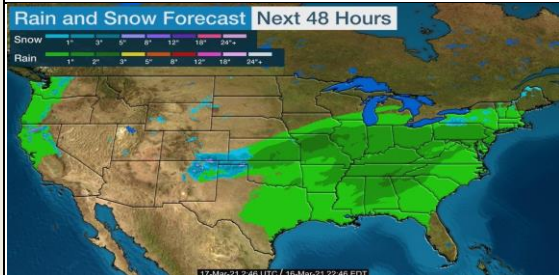 Rain and Snow Forecast Next 48 Hours
Snow
1" 3" 5" 8" 12" 18" 24"+
Rain
1" 2" 3" 5" 8" 12" 18" 24"+
17-Mar-21 2:46 UTC / 16-Mar-21 22:46 EDT